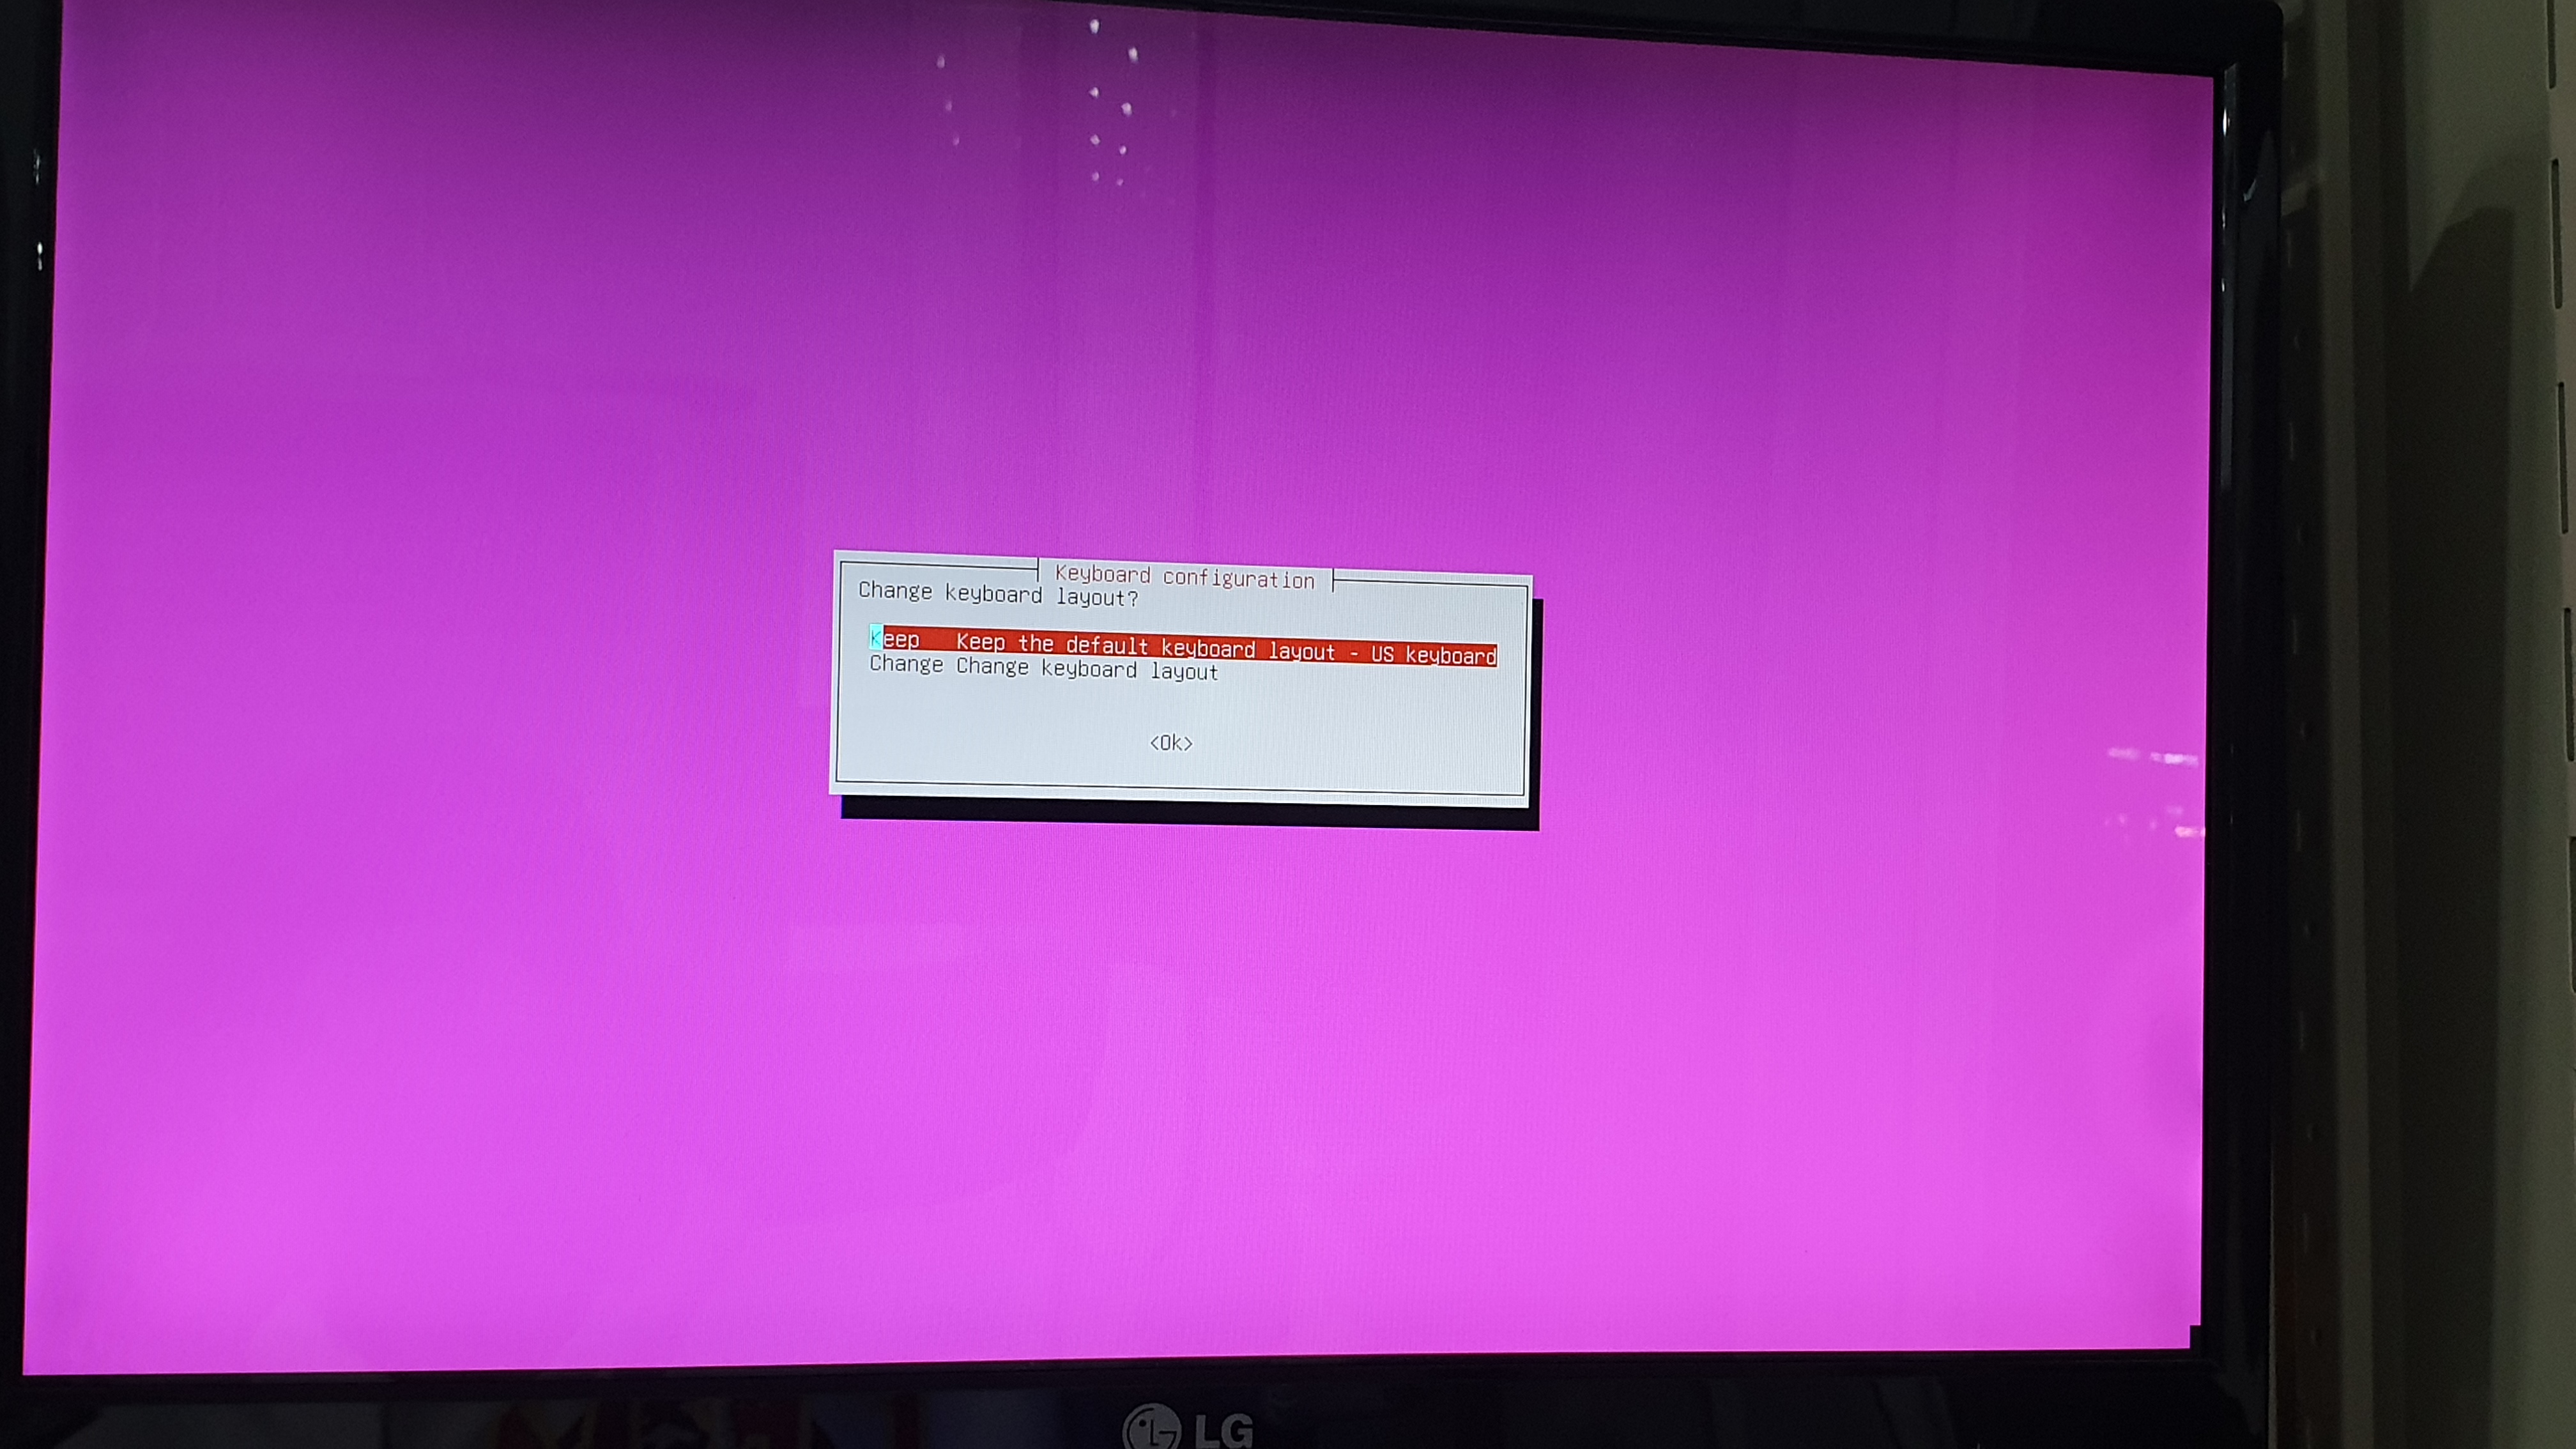 Keyboard configuration
Change keyboard layout?
Keep   Keep the default keyboard layout - US keyboard
Change Change keyboard layout
<Ok>
LG